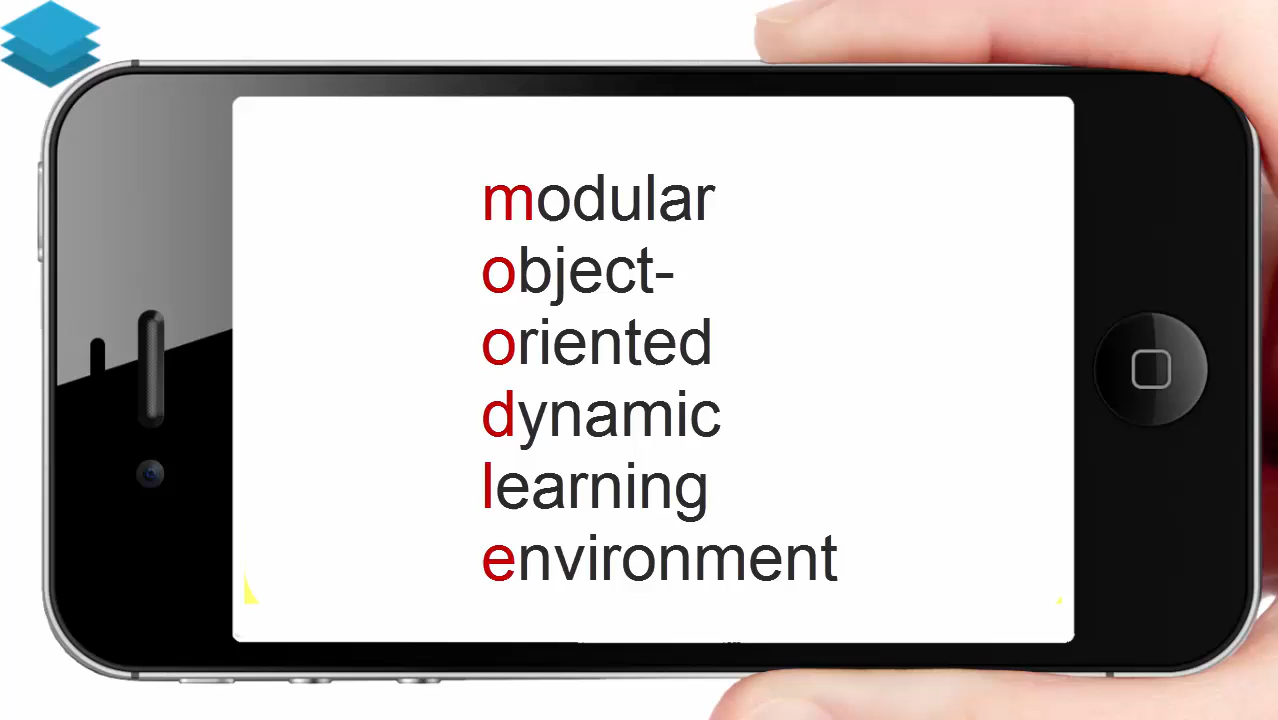 modular
object-
oriented
dynamic
learning
environment